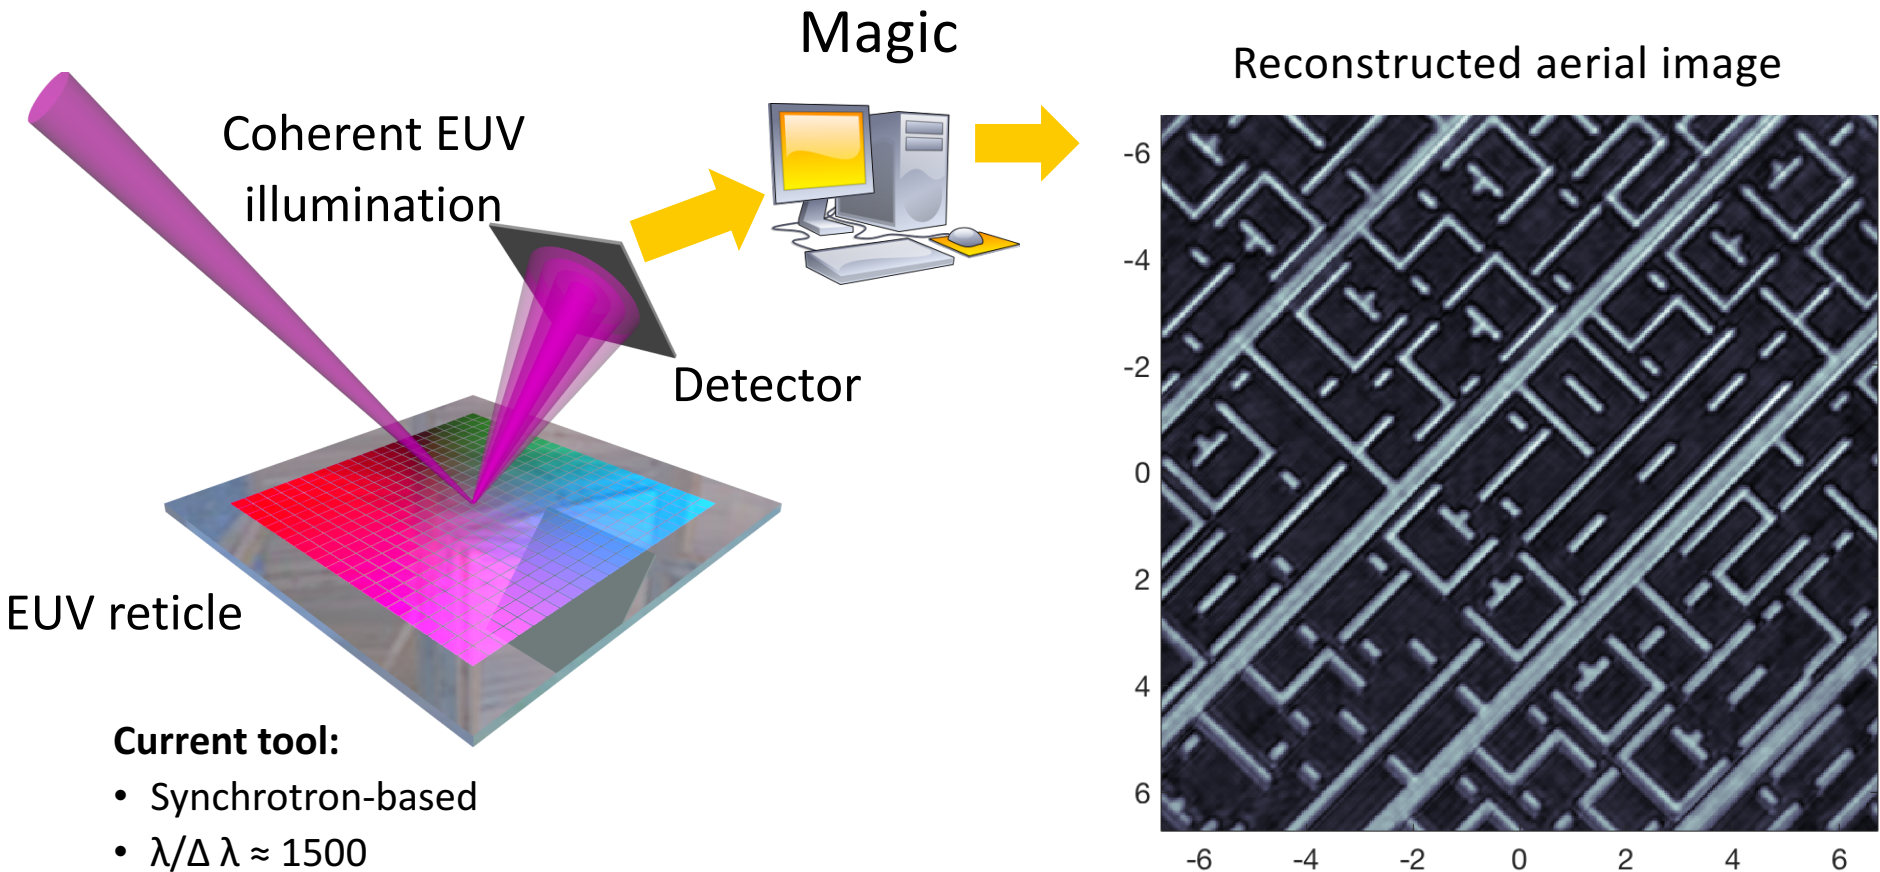 Magic
Reconstructed aerial image
Coherent EUV
illumination
Detector
EUV reticle
Current tool:
• Synchrotron-based
• λ/Δ λ ≈ 1500
-6
-4
-2
0
2
4
6
-6 -4 -2 0 2 4 6